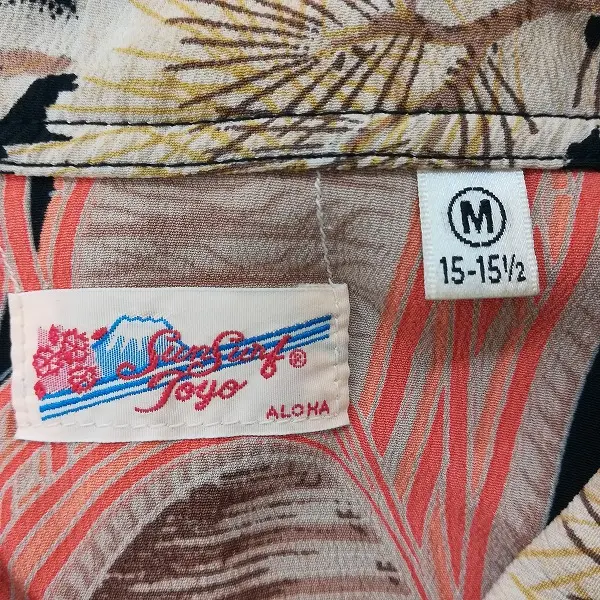 M
15-15½
Sun Surf®
Toyo
ALOHA